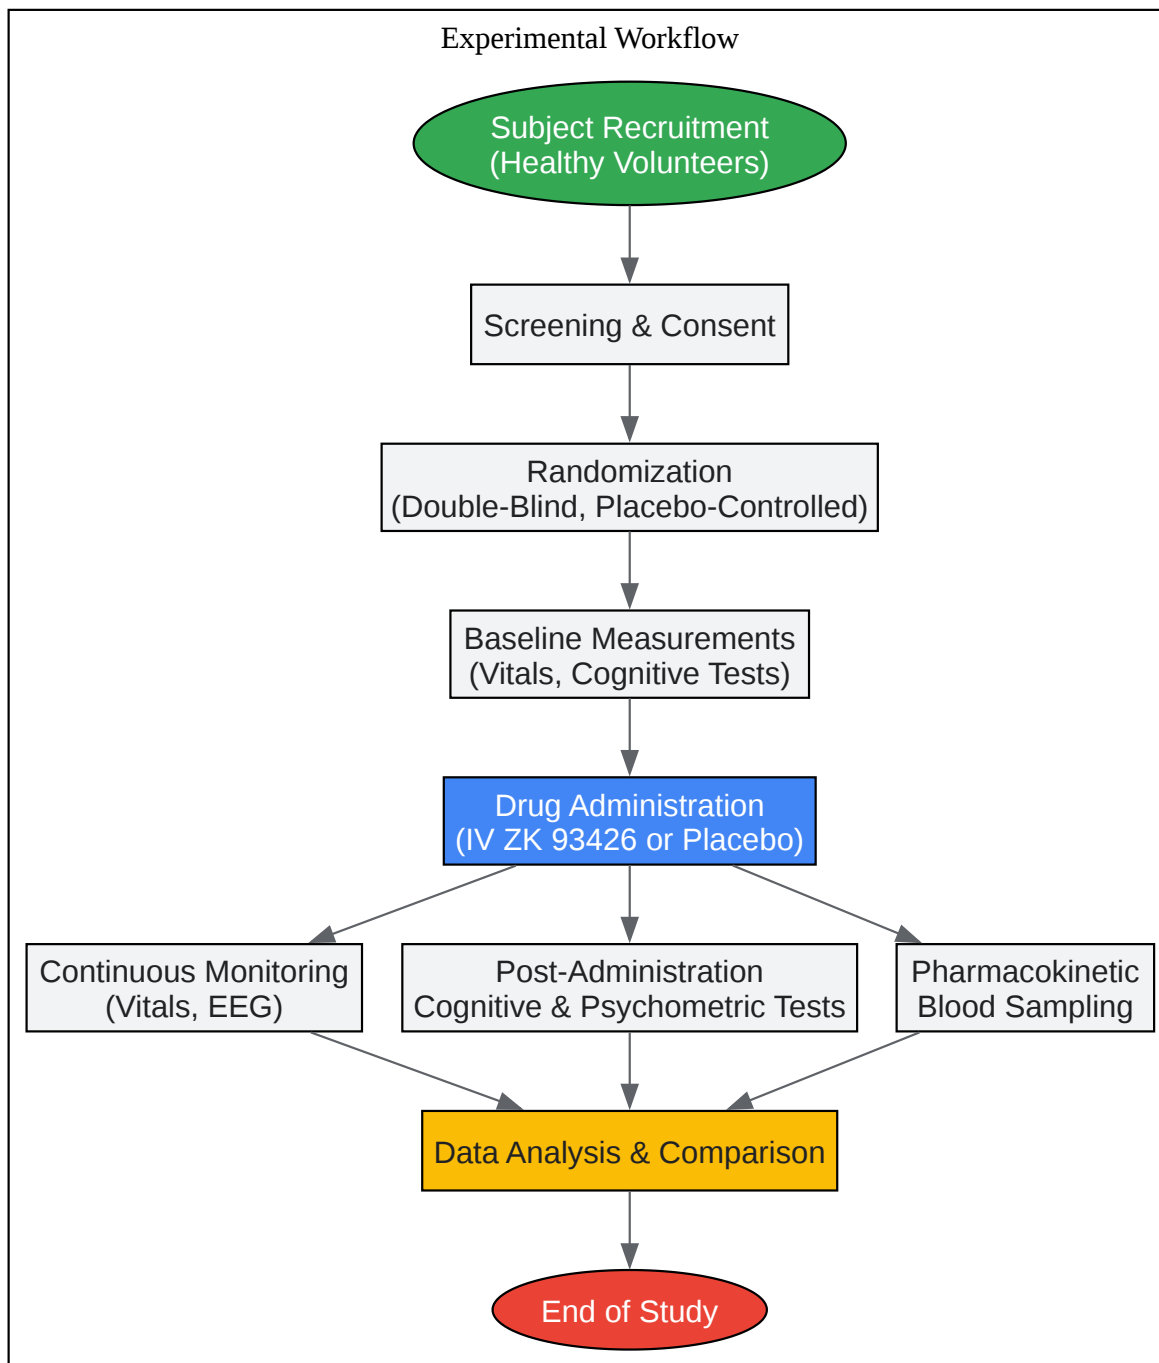 Experimental Workflow
Subject Recruitment
(Healthy Volunteers)
Screening & Consent
Randomization
(Double-Blind, Placebo-Controlled)
Baseline Measurements
(Vitals, Cognitive Tests)
Drug Administration
(IV ZK 93426 or Placebo)
Continuous Monitoring
(Vitals, EEG)
Post-Administration
Cognitive & Psychometric Tests
Pharmacokinetic
Blood Sampling
Data Analysis & Comparison
End of Study